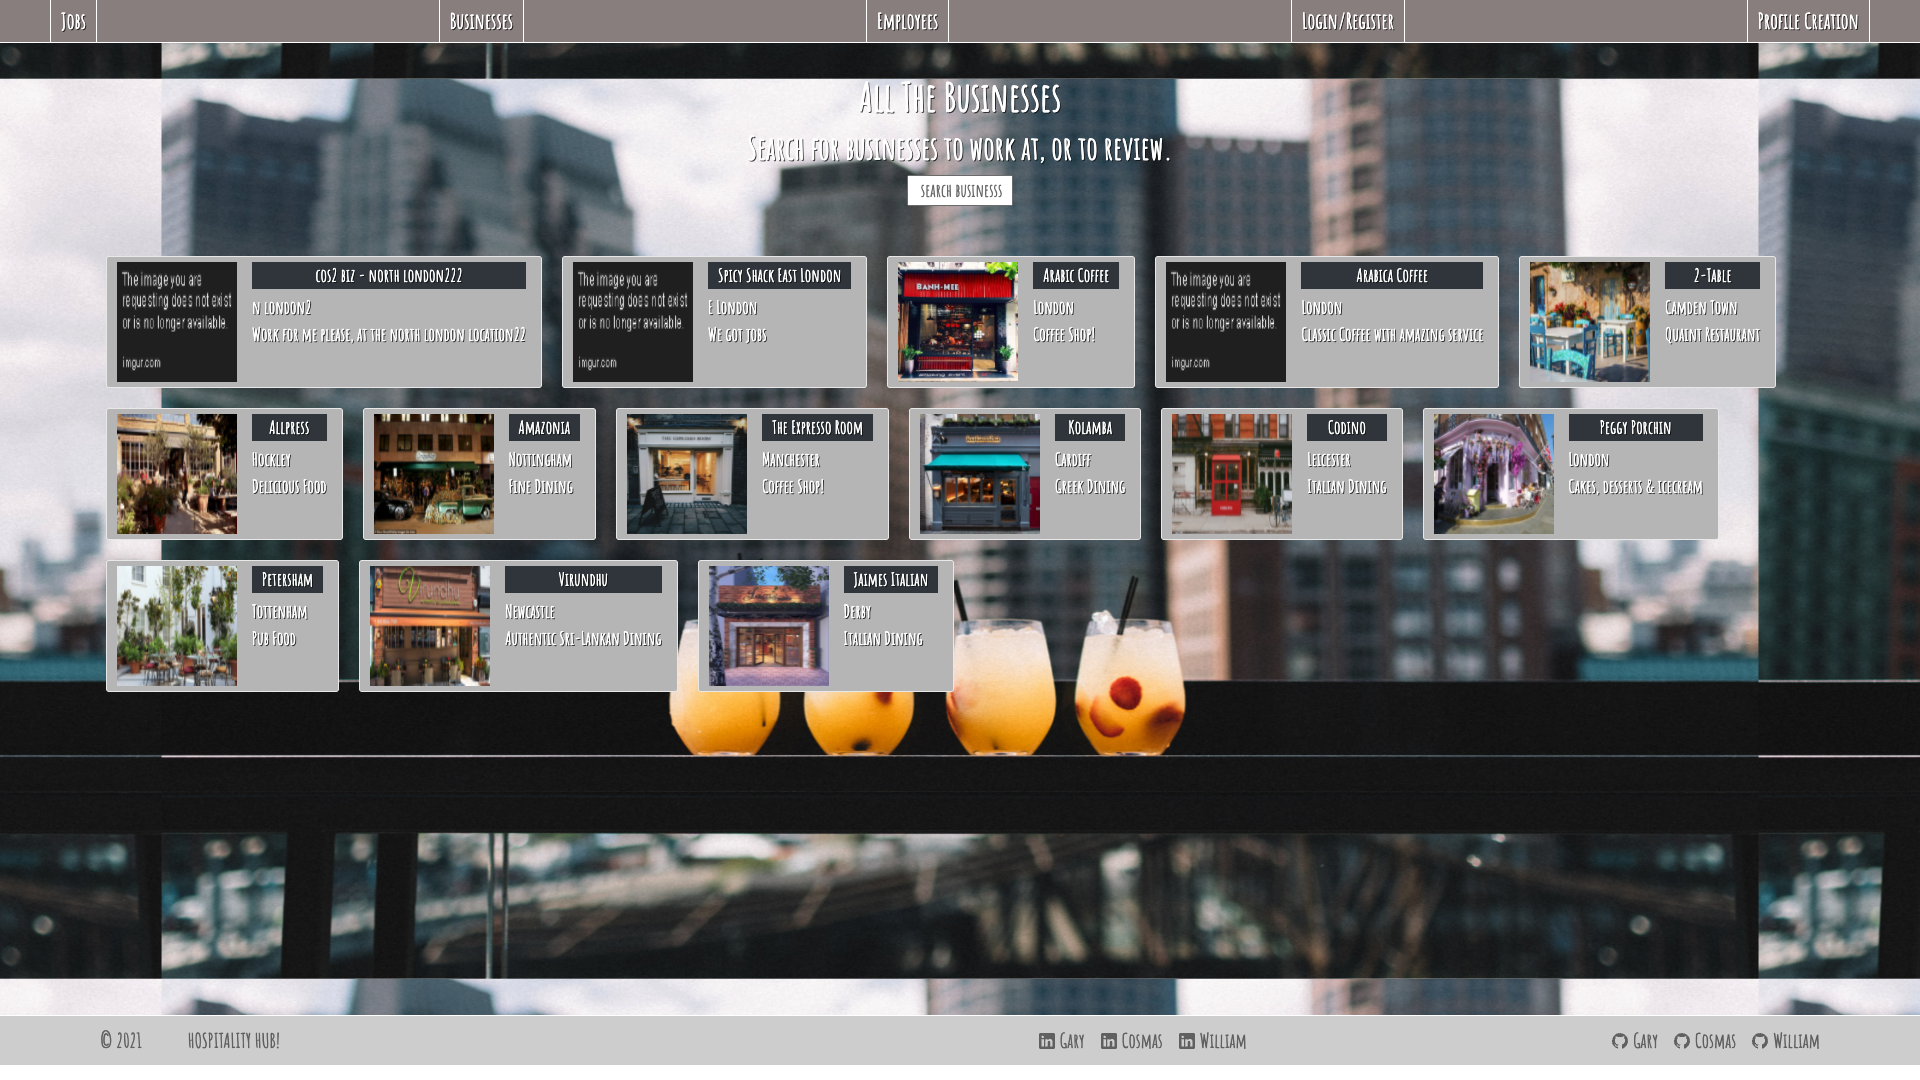 Jobs
Businesses
Employees
Login/Register
Profile Creation
All The Businesses
Search for businesses to work at, or to review.
search businesss
The image you are
requesting does not exist
or is no longer available.
imgur.com
cos2 biz - north london222
n london2
Work for me please, at the north london location22
The image you are
requesting does not exist
or is no longer available.
imgur.com
Spicy Shack East London
E London
We got jobs
BANH-MEE
Arabic Coffee
London
Coffee Shop!
The image you are
requesting does not exist
or is no longer available.
imgur.com
Arabica Coffee
London
Classic Coffee with amazing service
2-Table
Camden Town
Quaint Restaurant
Allpress
Hockley
Delicious Food
Amazonia
Nottingham
Fine Dining
The Expresso Room
Manchester
Coffee Shop!
Kolamba
Cardiff
Greek Dining
Codino
Leicester
Italian Dining
Peggy Porchin
London
Cakes, desserts & icecream
Petersham
Tottenham
Pub Food
Virundhu
Newcastle
Authentic Sri-Lankan Dining
Jaimes Italian
Derby
Italian Dining
© 2021
HOSPITALITY HUB!
Gary
Cosmas
William
Gary
Cosmas
William